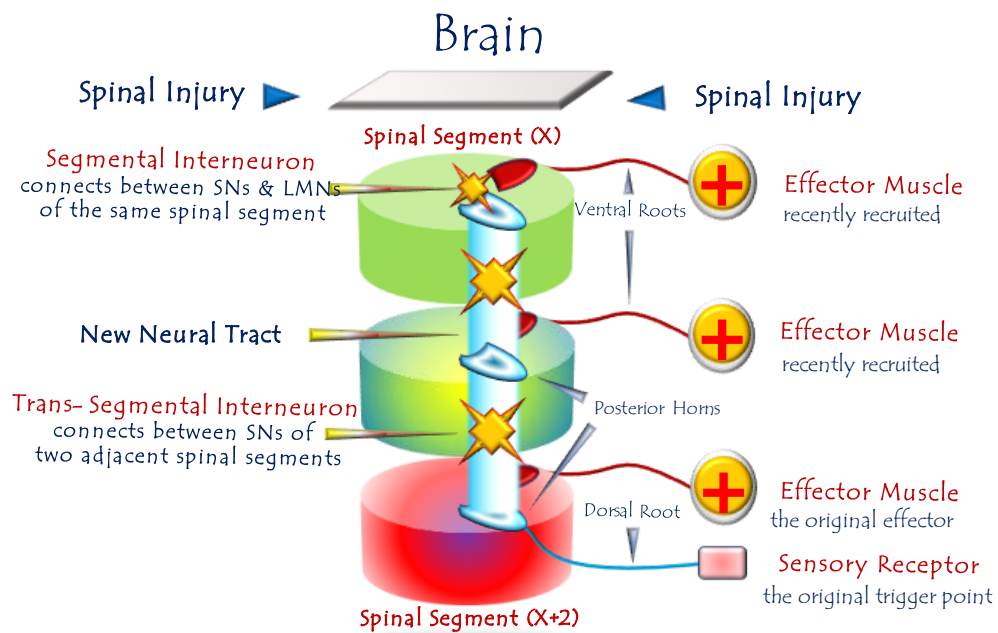 Brain
Spinal Injury
Spinal Injury
Spinal Segment (X)
Segmental Interneuron
connects between SNs & LMNs
of the same spinal segment
Effector Muscle
recently recruited
Ventral Roots
New Neural Tract
Effector Muscle
recently recruited
Trans-Segmental Interneuron
connects between SNs of
two adjacent spinal segments
Posterior Horns
Effector Muscle
the original effector
Dorsal Root
Sensory Receptor
the original trigger point
Spinal Segment (X+2)